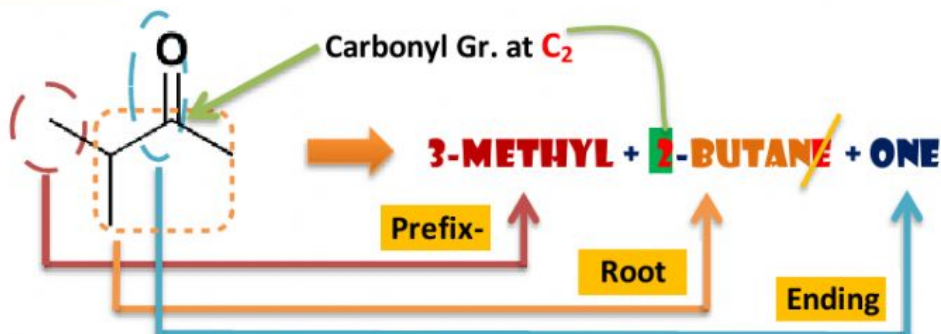 O
Carbonyl Gr. at C₂
3-METHYL + 2-BUTANE + ONE
Prefix-
Root
Ending